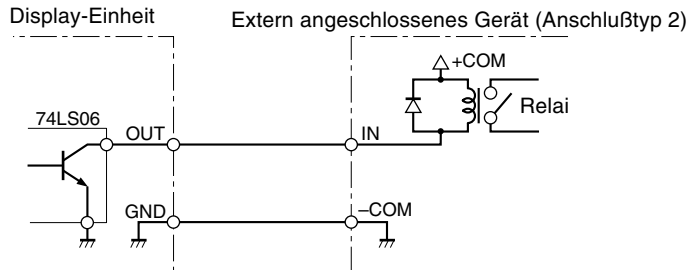 Display-Einheit
Extern angeschlossenes Gerät (Anschlußtyp 2)
+COM
Relai
74LS06
OUT
IN
GND
–COM